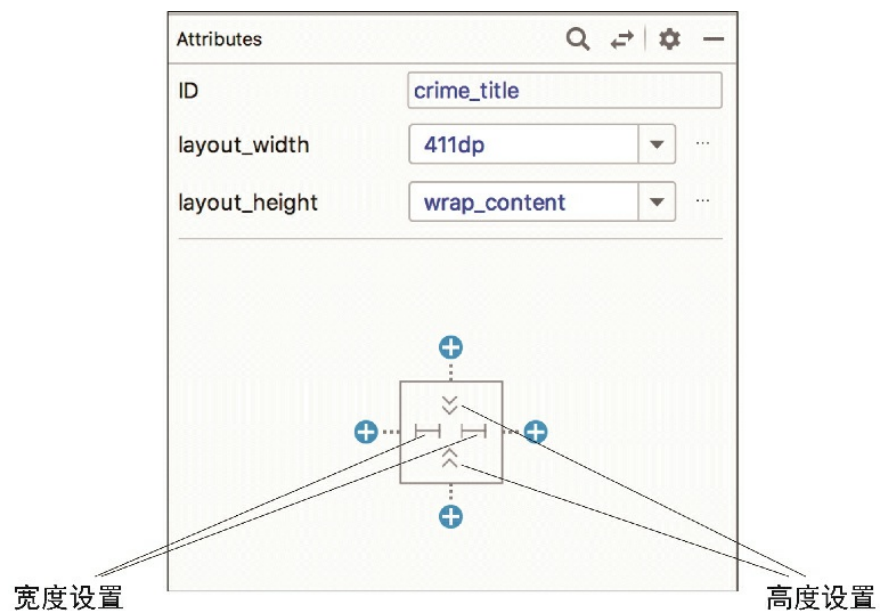 Attributes
ID
crime_title
layout_width
411dp
...
layout_height
wrap_content
...
宽度设置
高度设置